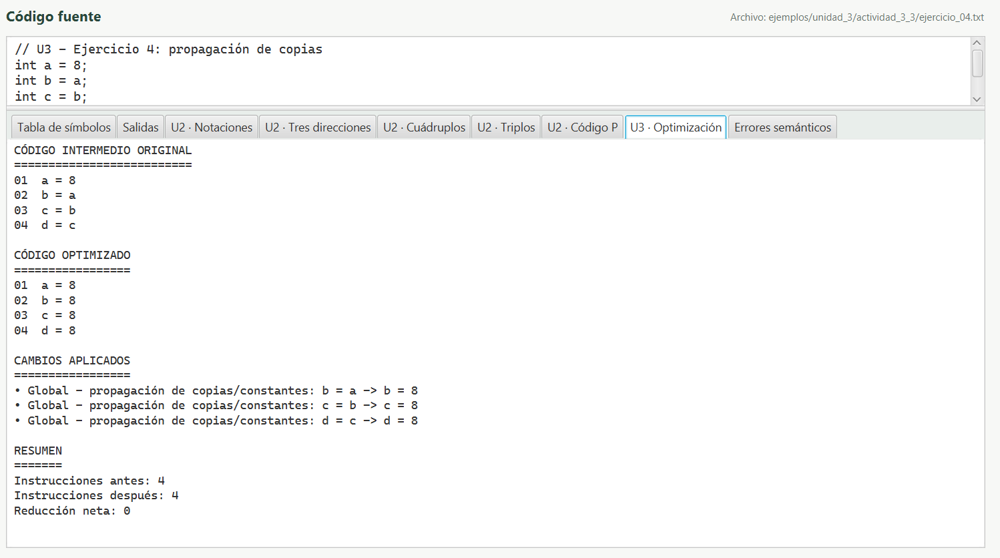 Código fuente
Archivo: ejemplos/unidad_3/actividad_3_3/ejercicio_04.txt
// U3 - Ejercicio 4: propagación de copias
int a = 8;
int b = a;
int c = b;
Tabla de símbolos Salidas U2 · Notaciones U2 · Tres direcciones U2 · Cuádruplos U2 · Triplos U2 · Código P U3 · Optimización Errores semánticos
CÓDIGO INTERMEDIO ORIGINAL
==========================
01  a = 8
02  b = a
03  c = b
04  d = c
CÓDIGO OPTIMIZADO
=================
01  a = 8
02  b = 8
03  c = 8
04  d = 8
CAMBIOS APLICADOS
=================
• Global - propagación de copias/constantes: b = a -> b = 8
• Global - propagación de copias/constantes: c = b -> c = 8
• Global - propagación de copias/constantes: d = c -> d = 8
RESUMEN
=======
Instrucciones antes: 4
Instrucciones después: 4
Reducción neta: 0